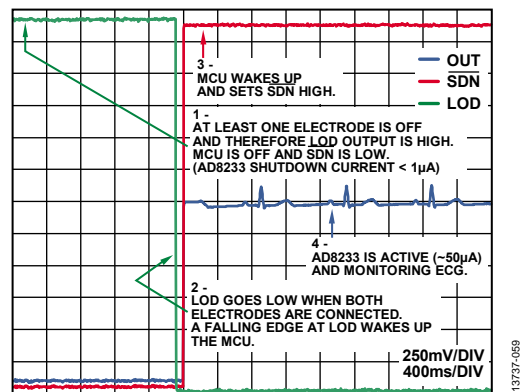 3 -
MCU WAKES UP
AND SETS SDN HIGH.
OUT
SDN
LOD
1 -
AT LEAST ONE ELECTRODE IS OFF
AND THEREFORE LOD OUTPUT IS HIGH.
MCU IS OFF AND SDN IS LOW.
(AD8233 SHUTDOWN CURRENT < 1µA)
4 -
AD8233 IS ACTIVE (~50µA)
AND MONITORING ECG.
2 -
LOD GOES LOW WHEN BOTH
ELECTRODES ARE CONNECTED.
A FALLING EDGE AT LOD WAKES UP
THE MCU.
250mV/DIV
400ms/DIV
13737-059